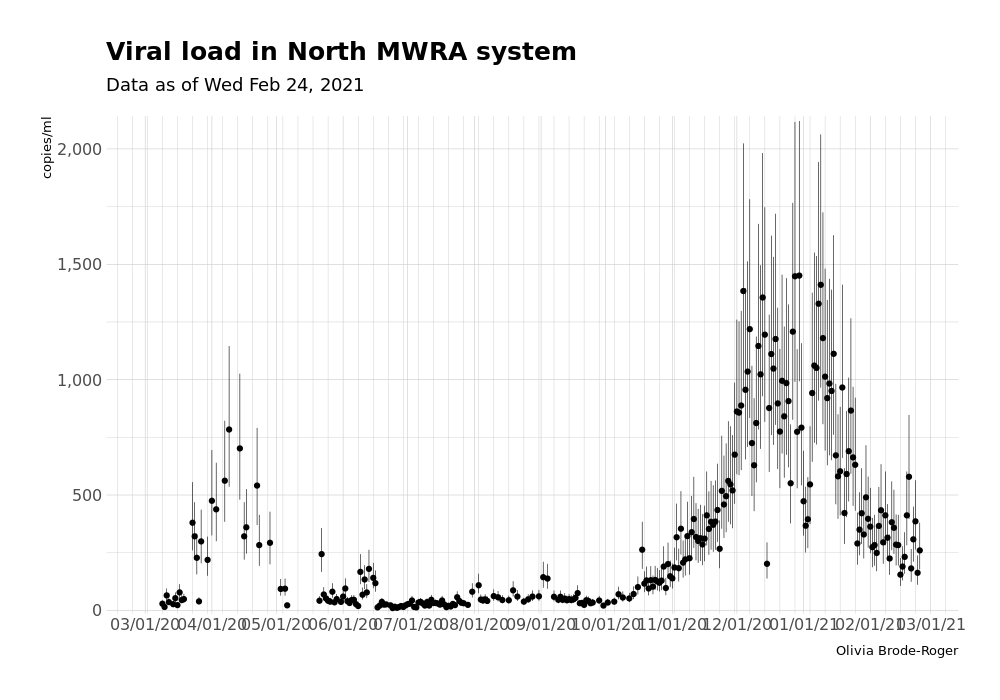 Viral load in North MWRA system
Data as of Wed Feb 24, 2021
copies/ml
2,000
1,500
1,000
500
0
03/01/20 04/01/20 05/01/20 06/01/20 07/01/20 08/01/20 09/01/20 10/01/20 11/01/20 12/01/20 01/01/21 02/01/21 03/01/21
Olivia Brode-Roger